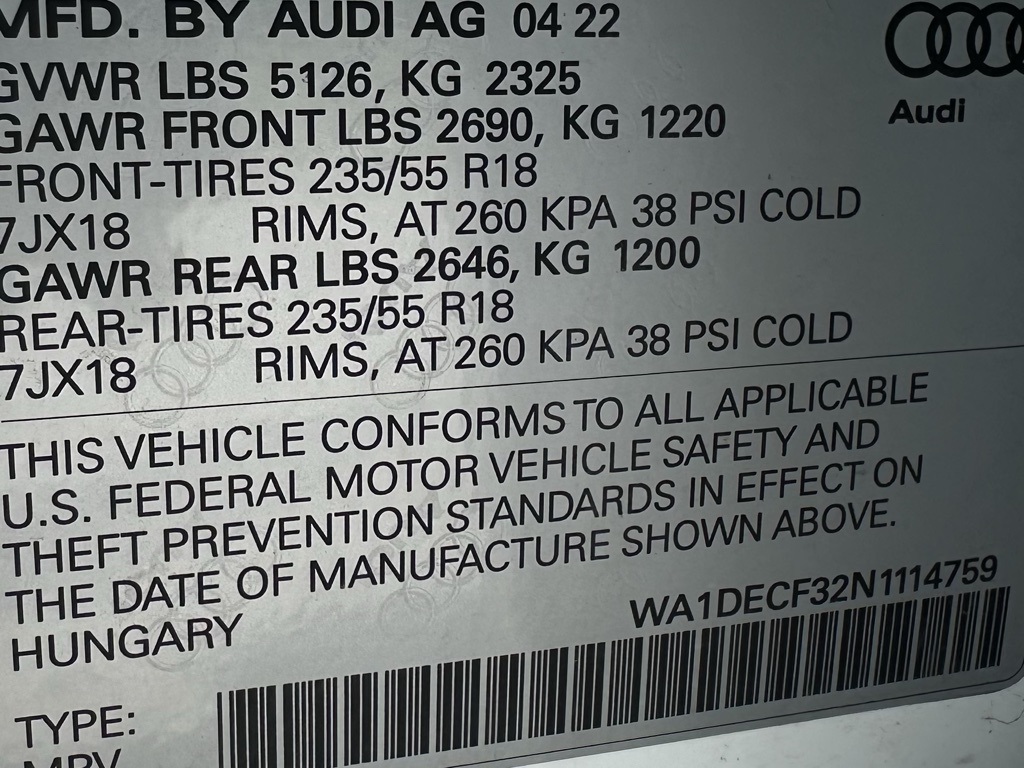 MFD. BY AUDI AG 04 22
GVWR LBS 5126, KG 2325
GAWR FRONT LBS 2690, KG 1220
FRONT-TIRES 235/55 R18
7JX18 RIMS, AT 260 KPA 38 PSI COLD
GAWR REAR LBS 2646, KG 1200
REAR-TIRES 235/55 R18
7JX18 RIMS, AT 260 KPA 38 PSI COLD
Audi
THIS VEHICLE CONFORMS TO ALL APPLICABLE
U.S. FEDERAL MOTOR VEHICLE SAFETY AND
THEFT PREVENTION STANDARDS IN EFFECT ON
THE DATE OF MANUFACTURE SHOWN ABOVE.
HUNGARY
WA1DECF32N1114759
TYPE:
MPV